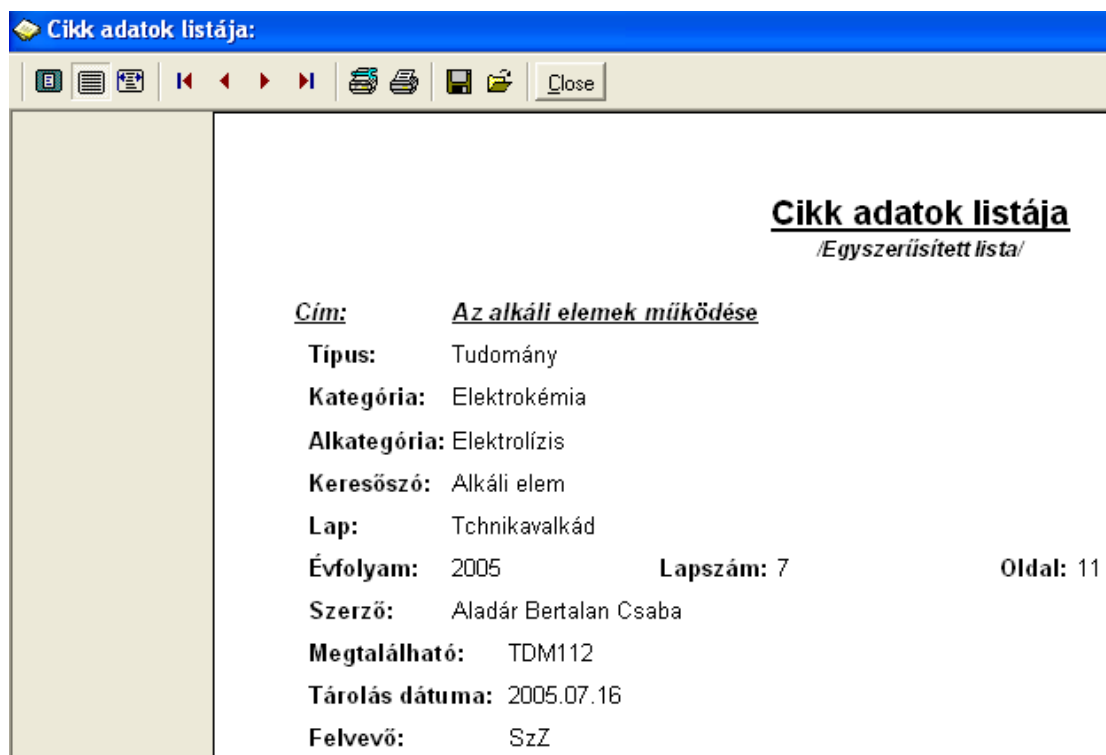 Cikk adatok listája:
Close
Cikk adatok listája
/Egyszerűsített lista/
Cím: Az alkáli elemek működése
Típus: Tudomány
Kategória: Elektrokémia
Alkategória: Elektrolízis
Keresőszó: Alkáli elem
Lap: Tchnikavalkád
Évfolyam: 2005 Lapszám: 7 Oldal: 11
Szerző: Aladár Bertalan Csaba
Megtalálható: TDM112
Tárolás dátuma: 2005.07.16
Felvevő: SzZ